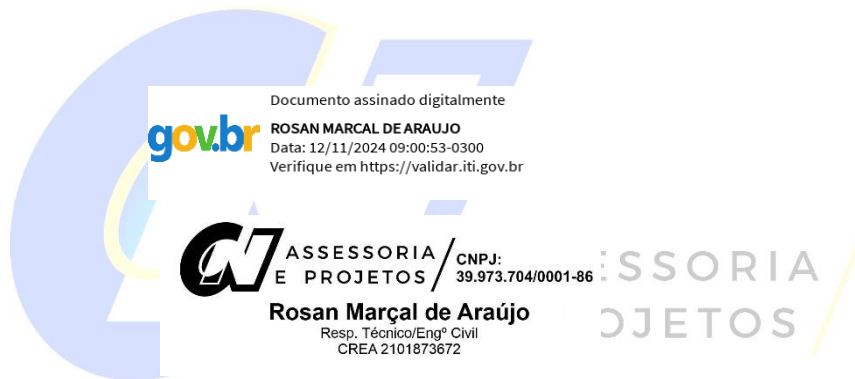 Documento assinado digitalmente
gov.br
ROSAN MARCAL DE ARAUJO
Data: 12/11/2024 09:00:53-0300
Verifique em https://validar.iti.gov.br
ASSESSORIA
E PROJETOS
CNPJ:
39.973.704/0001-86
Rosan Marçal de Araújo
Resp. Técnico/Engº Civil
CREA 2101873672
ESSORIA
OJETOS